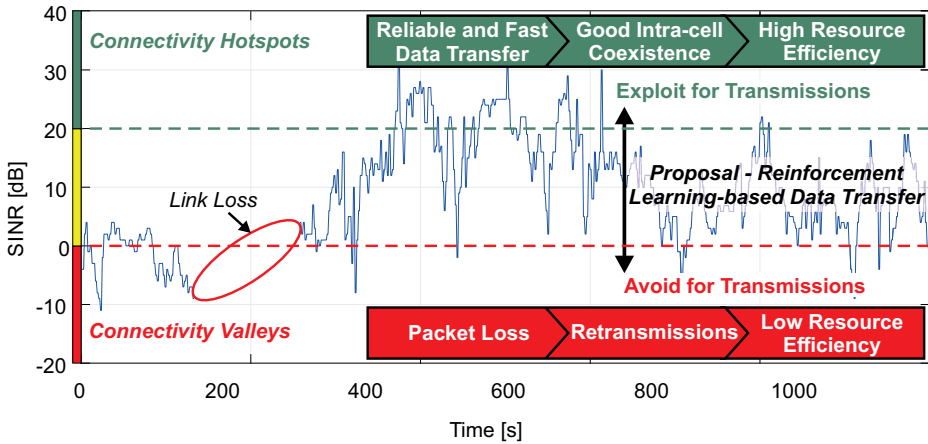 40
Connectivity Hotspots
Reliable and Fast
Data Transfer
Good Intra-cell
Coexistence
High Resource
Efficiency
30
Exploit for Transmissions
20
SINR [dB]
Link Loss
Proposal - Reinforcement
Learning-based Data Transfer
10
0
Avoid for Transmissions
-10
Connectivity Valleys
Packet Loss
Retransmissions
Low Resource
Efficiency
-20
0 200 400 600 800 1000
Time [s]